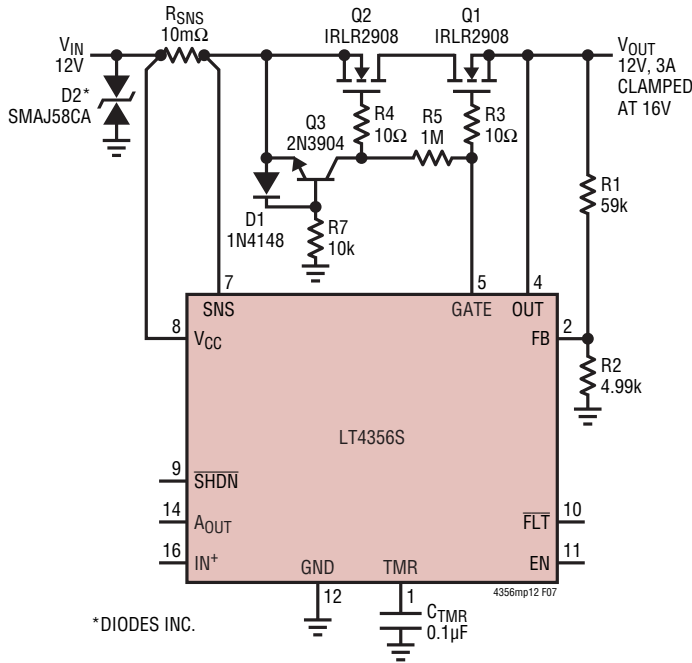 RSNS
10mΩ
VIN
12V
D2*
SMAJ58CA
Q2
IRLR2908
Q1
IRLR2908
VOUT
12V, 3A
CLAMPED
AT 16V
R4
10Ω
R5
1M
R3
10Ω
Q3
2N3904
D1
1N4148
R7
10k
R1
59k
7
5
4
SNS
GATE
OUT
8
VCC
FB
2
R2
4.99k
LT4356S
9
SHDN
14
AOUT
FLT
10
16
IN+
EN
11
GND
TMR
12
1
4356mp12 F07
CTMR
0.1µF
*DIODES INC.